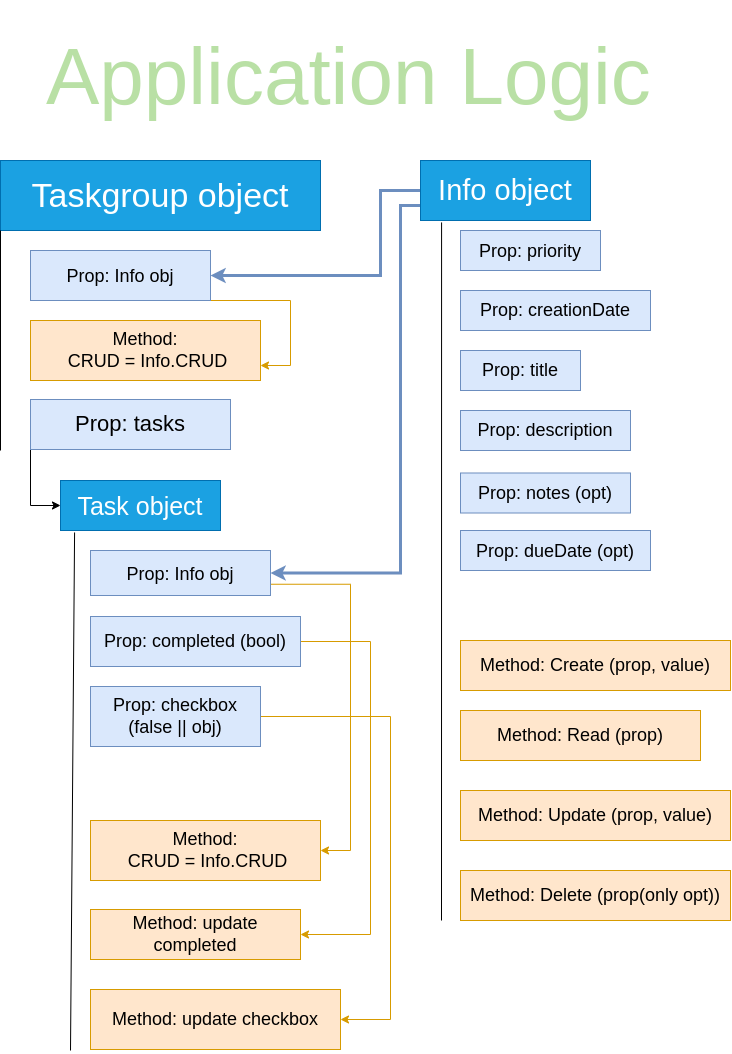 Application Logic
Taskgroup object
Prop: Info obj
Method:
CRUD = Info.CRUD
Prop: tasks
Task object
Prop: Info obj
Prop: completed (bool)
Prop: checkbox
(false || obj)
Method:
CRUD = Info.CRUD
Method: update
completed
Method: update checkbox
Info object
Prop: priority
Prop: creationDate
Prop: title
Prop: description
Prop: notes (opt)
Prop: dueDate (opt)
Method: Create (prop, value)
Method: Read (prop)
Method: Update (prop, value)
Method: Delete (prop(only opt))